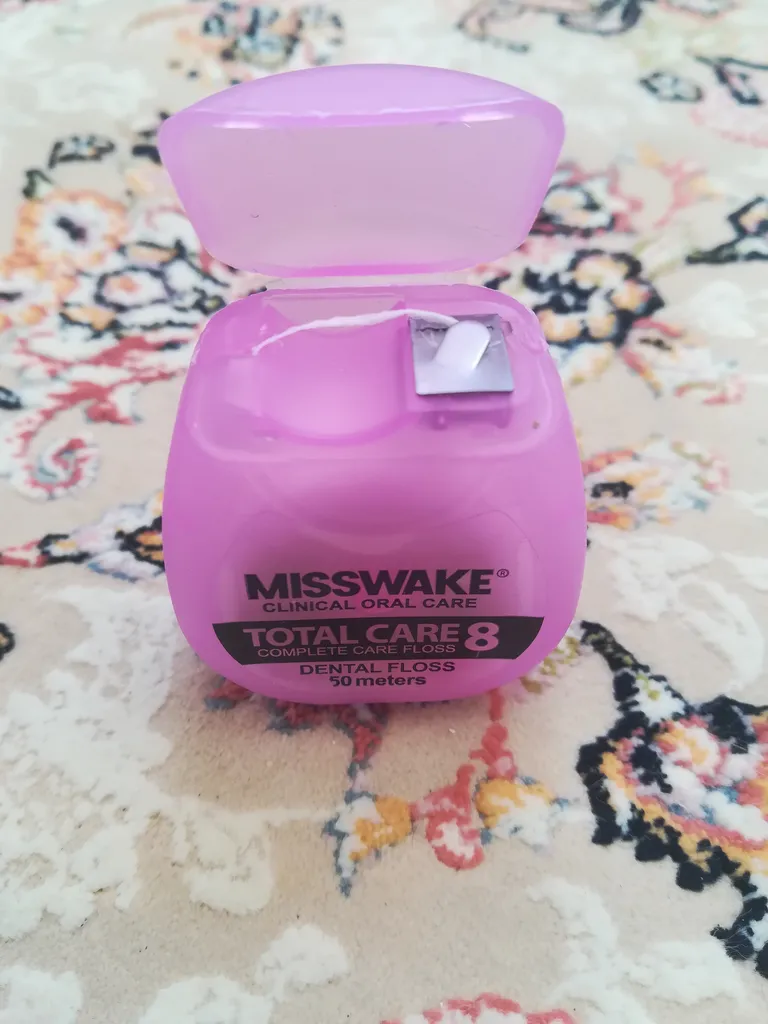 MISSWAKE®
CLINICAL ORAL CARE
TOTAL CARE 8
COMPLETE CARE FLOSS
DENTAL FLOSS
50 meters